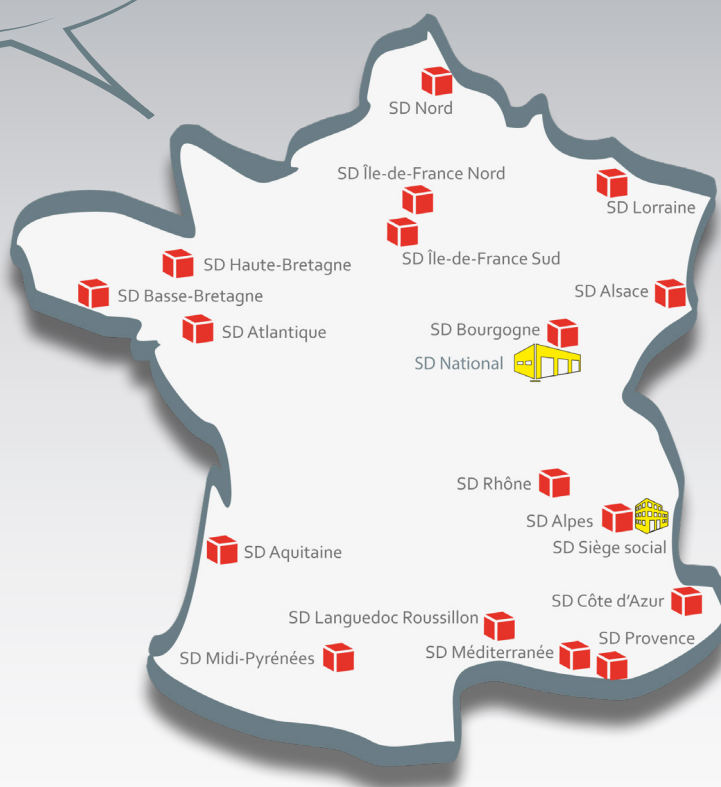 SD Nord
SD Île-de-France Nord
SD Lorraine
SD Île-de-France Sud
SD Haute-Bretagne
SD Alsace
SD Basse-Bretagne
SD Atlantique
SD Bourgogne
SD National
SD Rhône
SD Alpes
SD Siège social
SD Aquitaine
SD Côte d'Azur
SD Languedoc Roussillon
SD Provence
SD Méditerranée
SD Midi-Pyrénées